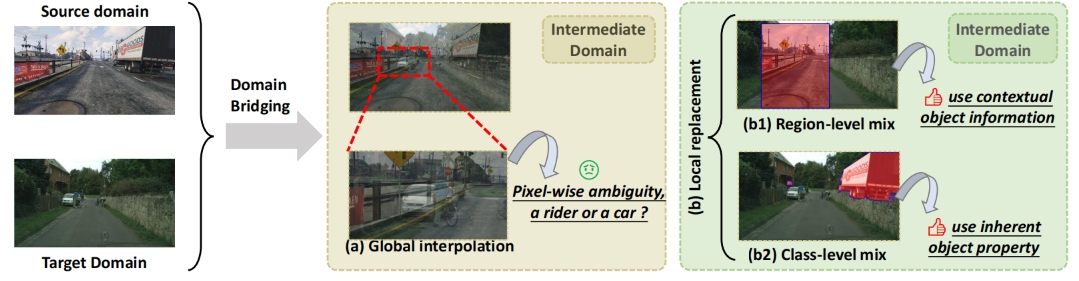 Source domain
Target Domain
Domain
Bridging
Intermediate
Domain
Pixel-wise ambiguity,
a rider or a car ?
(a) Global interpolation
(b) Local replacement
Intermediate
Domain
(b1) Region-level mix
use contextual
object information
(b2) Class-level mix
use inherent
object property